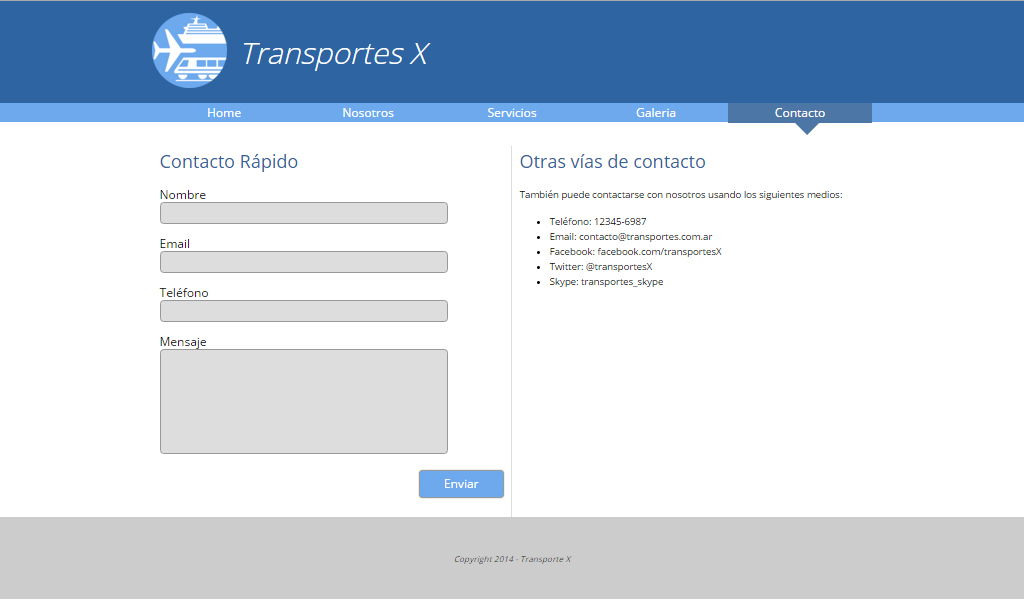 Transportes X
Home
Nosotros
Servicios
Galeria
Contacto
Contacto Rápido
Nombre
Email
Teléfono
Mensaje
Enviar
Otras vías de contacto
También puede contactarse con nosotros usando los siguientes medios:
Teléfono: 12345-6987
Email: contacto@transportes.com.ar
Facebook: facebook.com/transportesX
Twitter: @transportesX
Skype: transportes_skype
Copyright 2014 - Transporte X